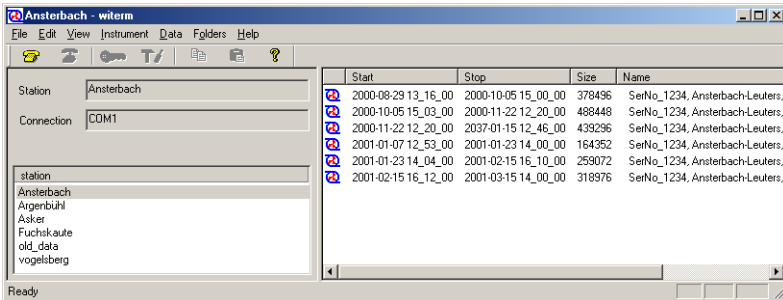 Ansterbach - witerm
File Edit View Instrument Data Folders Help
Station Ansterbach
Connection COM1
station
Ansterbach
Argenbühl
Asker
Fuchskaute
old_data
vogelsberg
Start Stop Size Name
2000-08-29 13_16_00 2000-10-05 15_00_00 378496 SerNo_1234, Ansterbach-Leuters,
2000-10-05 15_03_00 2000-11-22 12_20_00 488448 SerNo_1234, Ansterbach-Leuters,
2000-11-22 12_20_00 2037-01-15 12_46_00 439296 SerNo_1234, Ansterbach-Leuters,
2001-01-07 12_53_00 2001-01-23 14_00_00 164352 SerNo_1234, Ansterbach-Leuters,
2001-01-23 14_04_00 2001-02-15 16_10_00 259072 SerNo_1234, Ansterbach-Leuters,
2001-02-15 16_12_00 2001-03-15 14_00_00 318976 SerNo_1234, Ansterbach-Leuters,
Ready